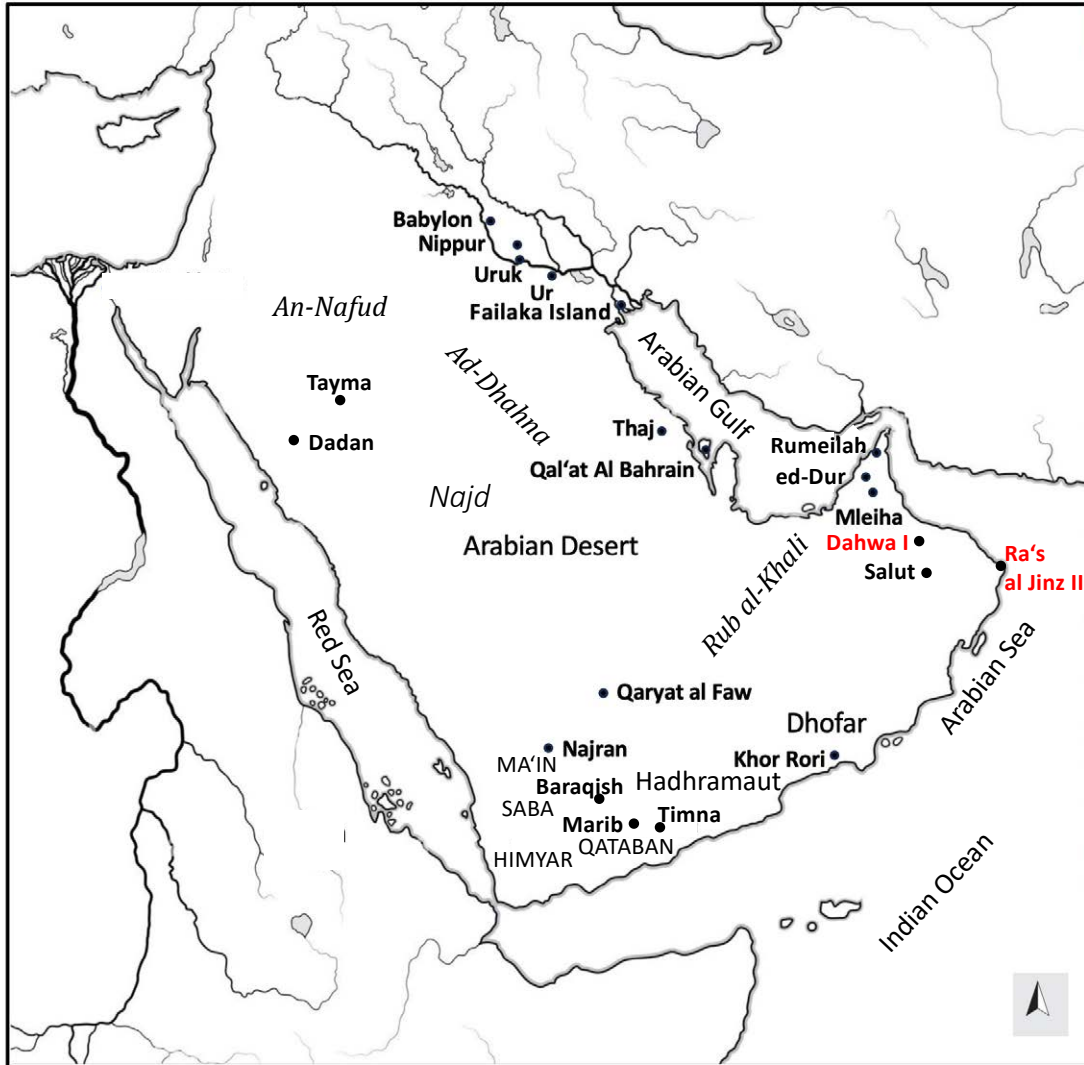 Babylon
Nippur
Uruk
Ur
Failaka Island
An-Nafud
Ad-Dhahna
Arabian Gulf
Tayma
Dadan
Thaj
Qal‘at Al Bahrain
Rumeilah
ed-Dur
Mleiha
Najd
Arabian Desert
Dahwa I
Salut
Ra‘s
al Jinz II
Rub al-Khali
Red Sea
Arabian Sea
Qaryat al Faw
Dhofar
Najran
Khor Rori
MA‘IN
Baraqish
Hadhramaut
SABA
Marib
Timna
QATABAN
HIMYAR
Indian Ocean